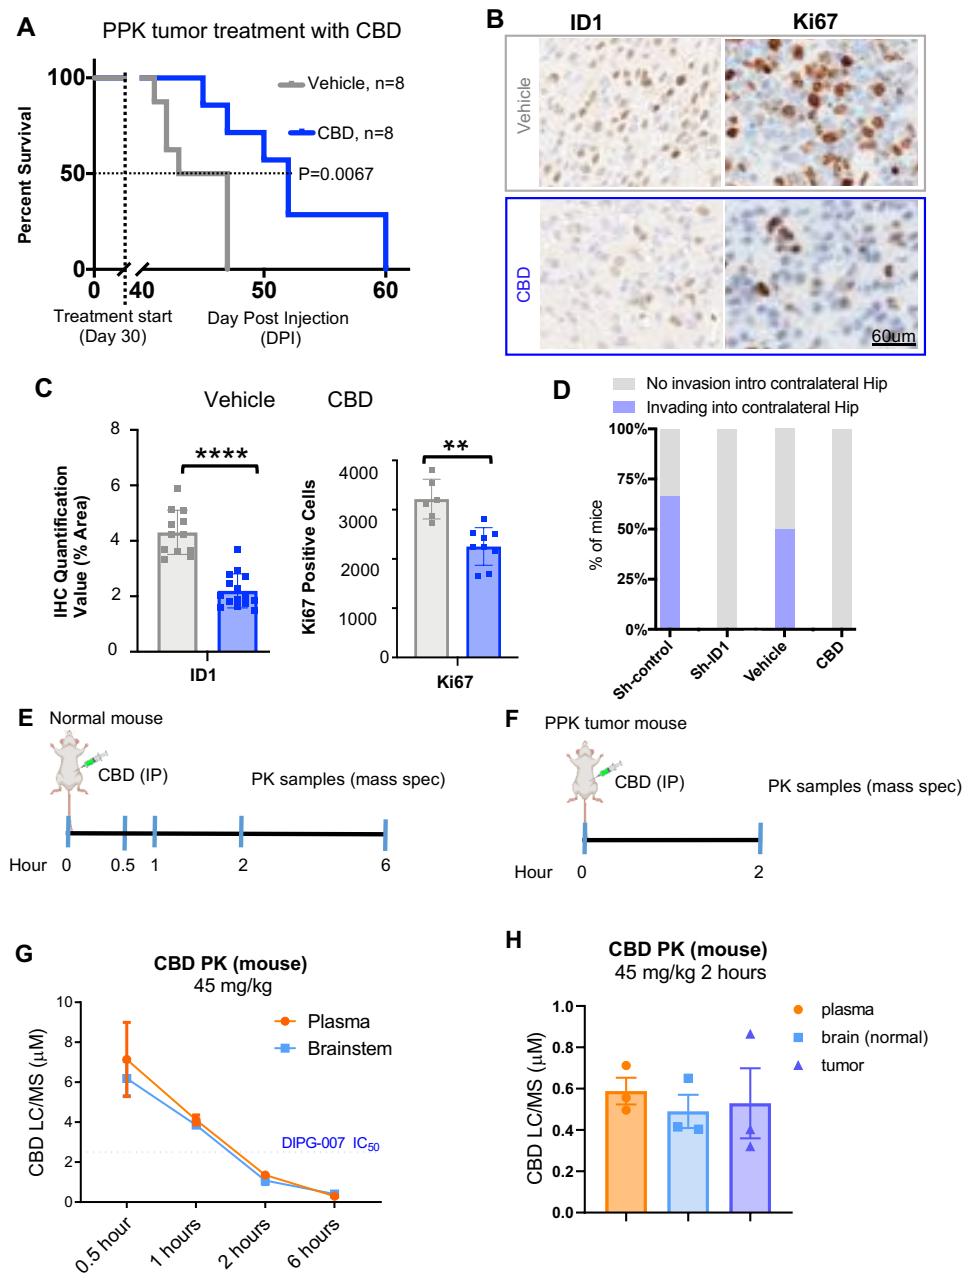 A
PPK tumor treatment with CBD
Percent Survival
100
50
0
Vehicle, n=8
CBD, n=8
P=0.0067
0
40
50
60
Treatment start
(Day 30)
Day Post Injection
(DPI)
B
ID1
Ki67
Vehicle
CBD
60um
C
Vehicle
CBD
IHC Quantification
Value (% Area)
8
6
4
2
0
****
ID1
Ki67 Positive Cells
4000
3000
2000
1000
0
**
Ki67
D
No invasion intro contralateral Hip
Invading into contralateral Hip
% of mice
100%
75%
50%
25%
0%
Sh-control
Sh-ID1
Vehicle
CBD
E
Normal mouse
CBD (IP)
PK samples (mass spec)
Hour
0
0.5
1
2
6
F
PPK tumor mouse
CBD (IP)
PK samples (mass spec)
Hour
0
2
G
CBD PK (mouse)
45 mg/kg
CBD LC/MS (μM)
10
8
6
4
2
0
Plasma
Brainstem
DIPG-007 IC50
0.5 hour
1 hours
2 hours
6 hours
H
CBD PK (mouse)
45 mg/kg 2 hours
CBD LC/MS (μM)
1.0
0.8
0.6
0.4
0.2
0.0
plasma
brain (normal)
tumor